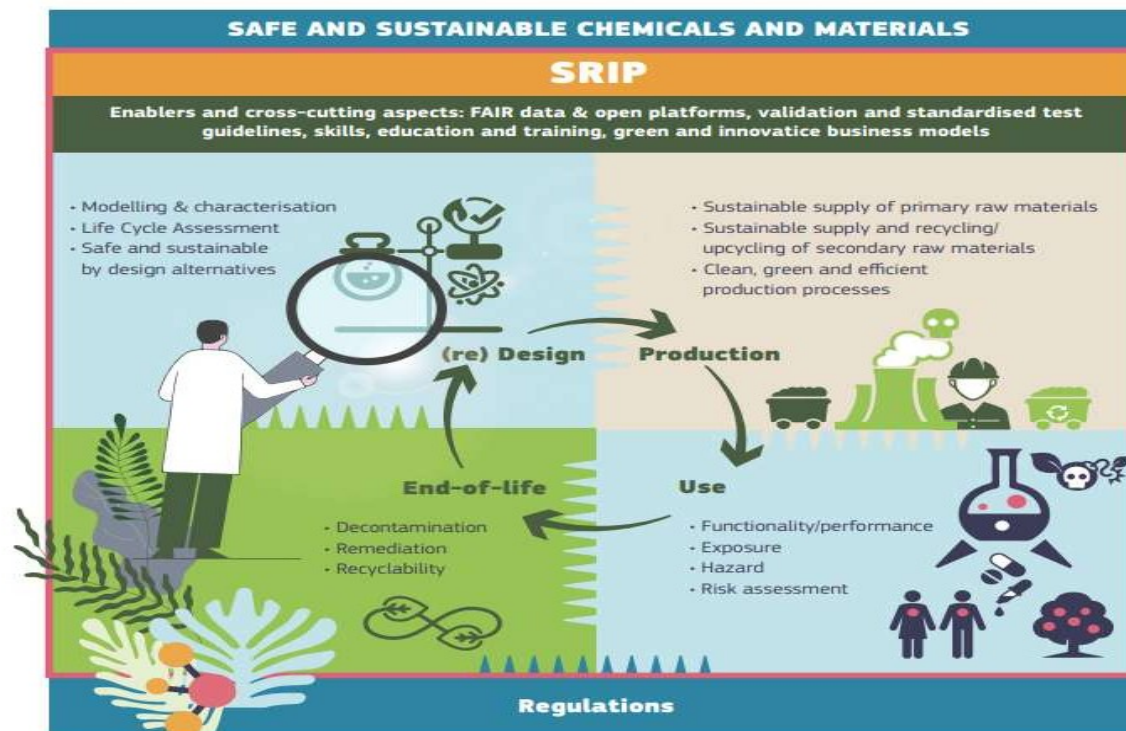 SAFE AND SUSTAINABLE CHEMICALS AND MATERIALS
SRIP
Enablers and cross-cutting aspects: FAIR data & open platforms, validation and standardised test
guidelines, skills, education and training, green and innovatice business models
• Modelling & characterisation
• Life Cycle Assessment
• Safe and sustainable
by design alternatives
• Sustainable supply of primary raw materials
• Sustainable supply and recycling/
upcycling of secondary raw materials
• Clean, green and efficient
production processes
(re) Design
Production
End-of-life
• Decontamination
• Remediation
• Recyclability
Use
• Functionality/performance
• Exposure
• Hazard
• Risk assessment
Regulations